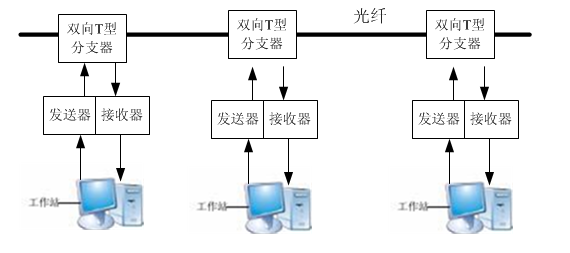 光纤
双向T型
分支器
双向T型
分支器
双向T型
分支器
发送器 接收器
发送器 接收器
发送器 接收器
工作站
工作站
工作站